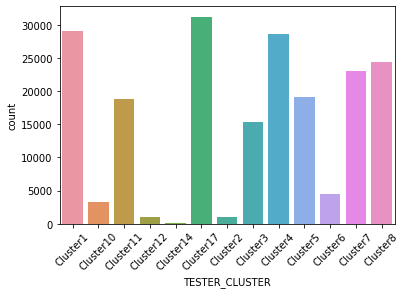 30000
25000
20000
15000
10000
5000
0
count
Cluster1
Cluster10
Cluster11
Cluster12
Cluster14
Cluster17
Cluster2
Cluster3
Cluster4
Cluster5
Cluster6
Cluster7
Cluster8
TESTER_CLUSTER